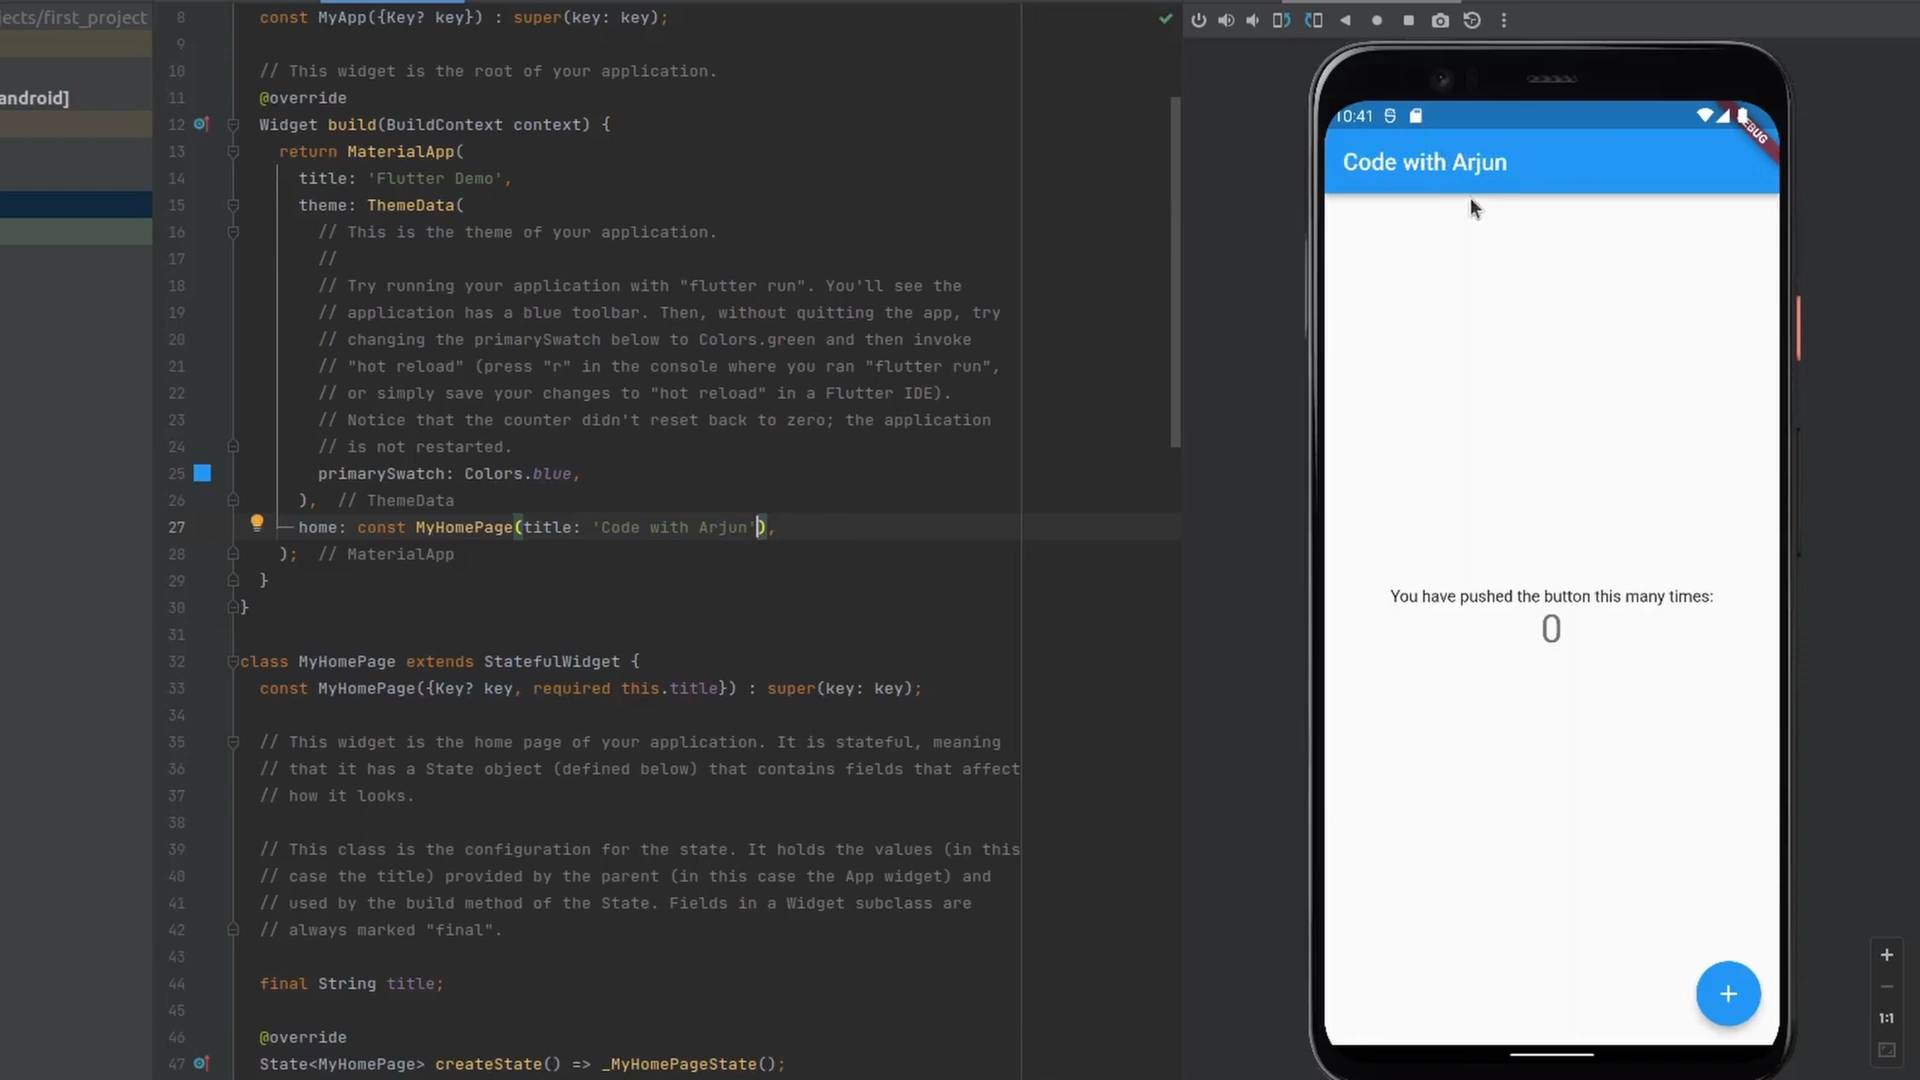 jects/first_project
android]
8 const MyApp({Key? key}) : super(key: key);
9
10 // This widget is the root of your application.
11 @override
12 Widget build(BuildContext context) {
13 return MaterialApp(
14 title: 'Flutter Demo',
15 theme: ThemeData(
16 // This is the theme of your application.
17 //
18 // Try running your application with "flutter run". You'll see the
19 // application has a blue toolbar. Then, without quitting the app, try
20 // changing the primarySwatch below to Colors.green and then invoke
21 // "hot reload" (press "r" in the console where you ran "flutter run",
22 // or simply save your changes to "hot reload" in a Flutter IDE).
23 // Notice that the counter didn't reset back to zero; the application
24 // is not restarted.
25 primarySwatch: Colors.blue,
26 ), // ThemeData
27 home: const MyHomePage(title: 'Code with Arjun'),
28 ); // MaterialApp
29 }
30 }
31
32 class MyHomePage extends StatefulWidget {
33 const MyHomePage({Key? key, required this.title}) : super(key: key);
34
35 // This widget is the home page of your application. It is stateful, meaning
36 // that it has a State object (defined below) that contains fields that affect
37 // how it looks.
38
39 // This class is the configuration for the state. It holds the values (in this
40 // case the title) provided by the parent (in this case the App widget) and
41 // used by the build method of the State. Fields in a Widget subclass are
42 // always marked "final".
43
44 final String title;
45
46 @override
47 State<MyHomePage> createState() => _MyHomePageState();
10:41
EBUG
Code with Arjun
You have pushed the button this many times:
0
+
+
1:1